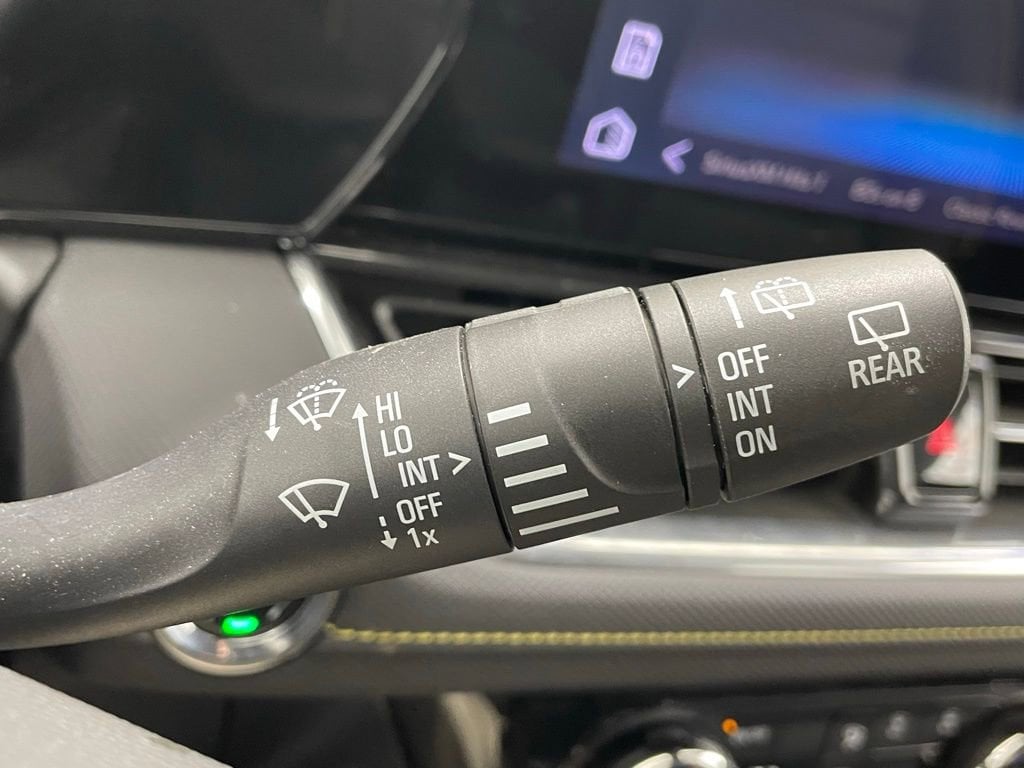 HI
LO
INT >
OFF
1x
>
OFF
INT
ON
REAR